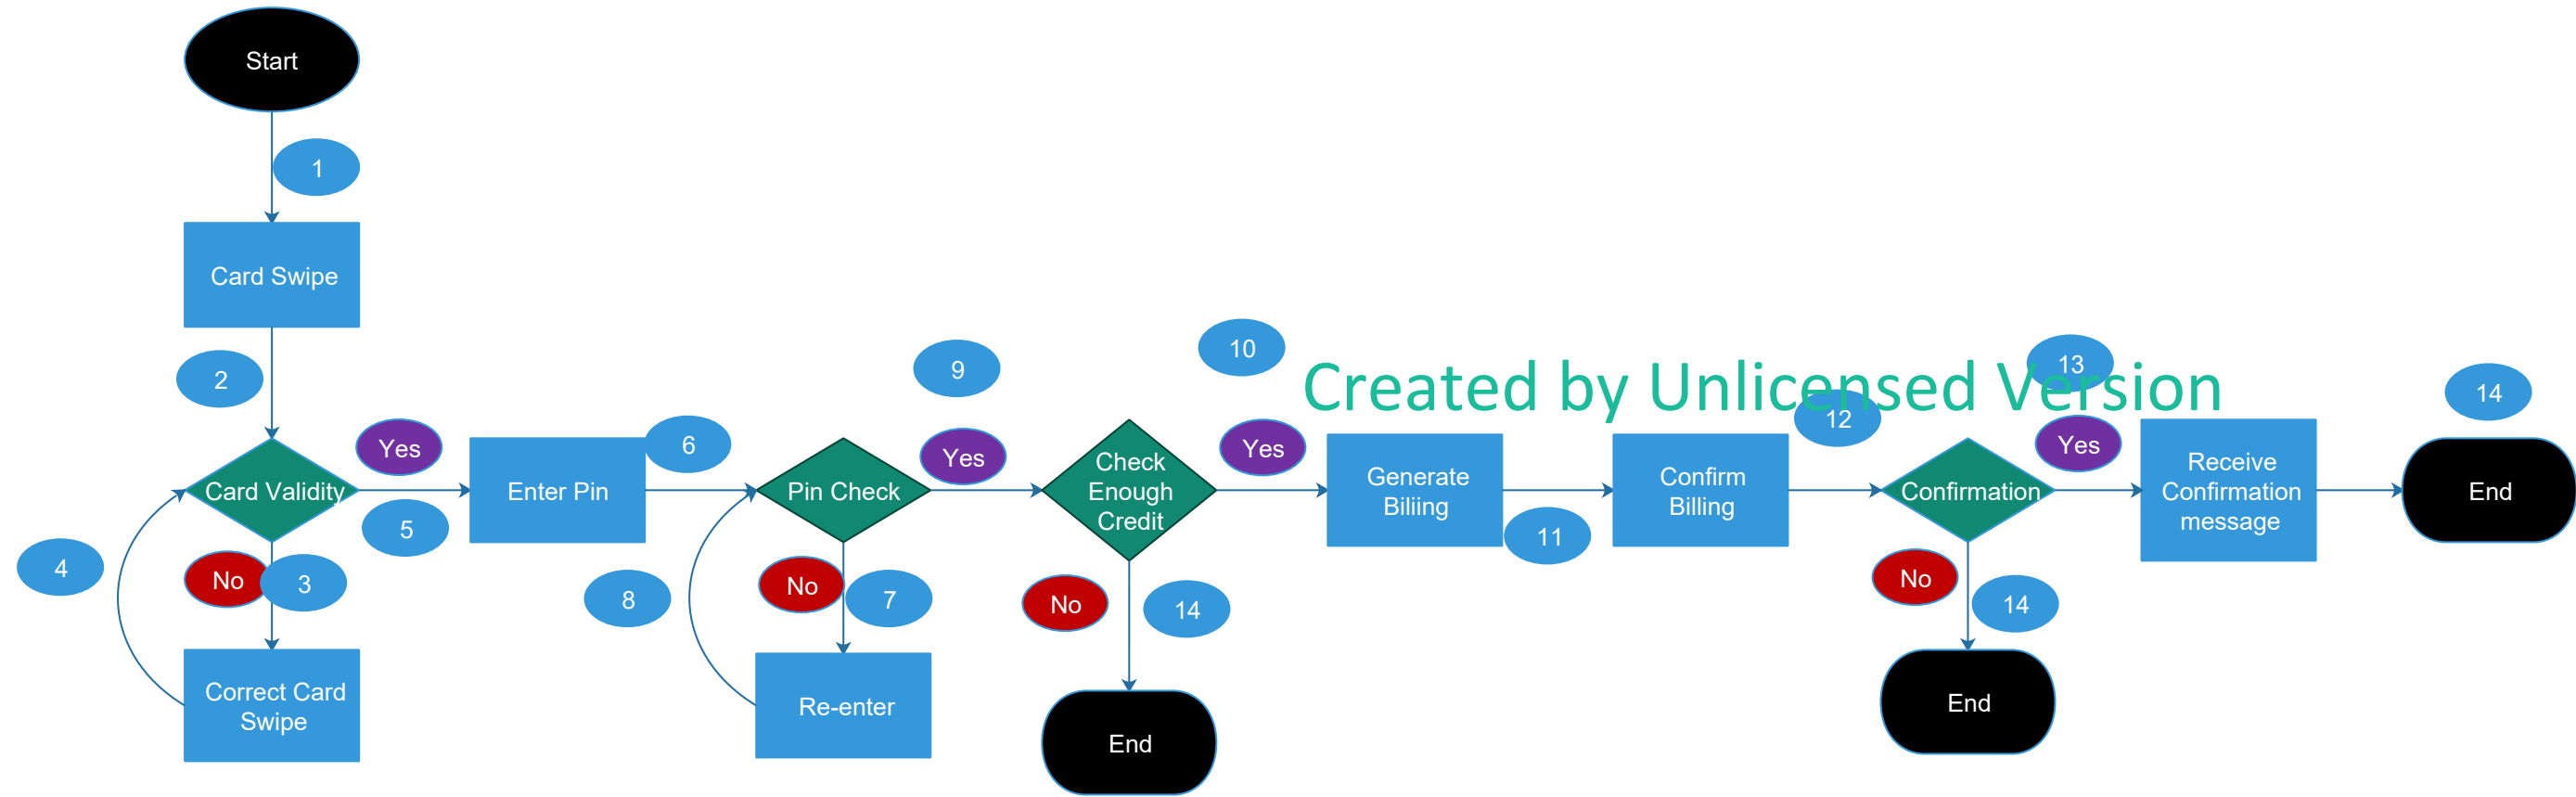 Start
1
Card Swipe
2
Card Validity
Yes
5
No
3
4
Correct Card
Swipe
Enter Pin
6
Pin Check
Yes
9
No
7
8
Re-enter
Check
Enough
Credit
Yes
10
No
14
End
Generate
Biliing
11
Confirm
Billing
12
Created by Unlicensed Version
Confirmation
Yes
13
No
14
End
Receive
Confirmation
message
14
End